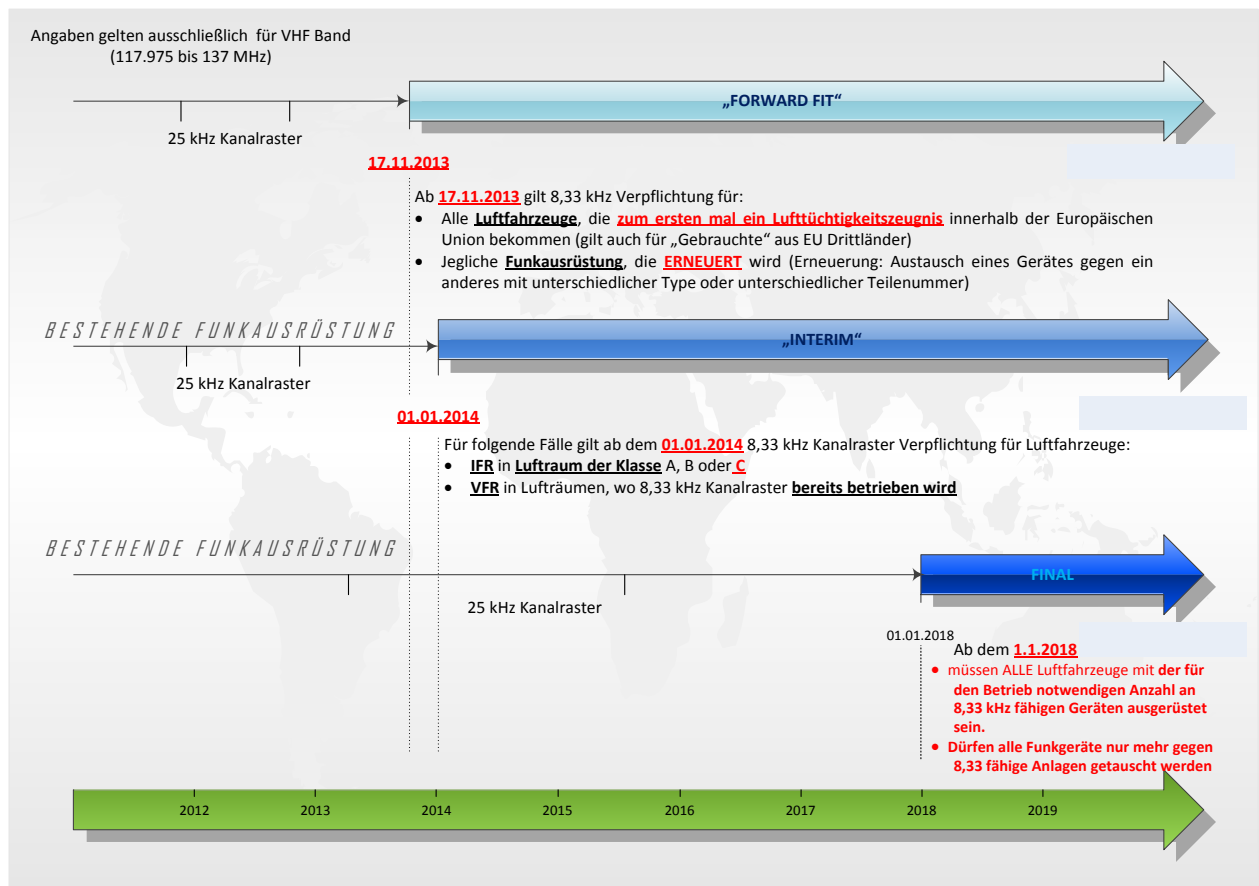 Angaben gelten ausschließlich für VHF Band
(117.975 bis 137 MHz)
„FORWARD FIT“
25 kHz Kanalraster
17.11.2013
Ab 17.11.2013 gilt 8,33 kHz Verpflichtung für:
• Alle Luftfahrzeuge, die zum ersten mal ein Lufttüchtigkeitszeugnis innerhalb der Europäischen
Union bekommen (gilt auch für „Gebrauchte“ aus EU Drittländer)
• Jegliche Funkausrüstung, die ERNEUERT wird (Erneuerung: Austausch eines Gerätes gegen ein
anderes mit unterschiedlicher Type oder unterschiedlicher Teilenummer)
BESTEHENDE FUNKAUSRÜSTUNG
„INTERIM“
25 kHz Kanalraster
01.01.2014
Für folgende Fälle gilt ab dem 01.01.2014 8,33 kHz Kanalraster Verpflichtung für Luftfahrzeuge:
• IFR in Luftraum der Klasse A, B oder C
• VFR in Lufträumen, wo 8,33 kHz Kanalraster bereits betrieben wird
BESTEHENDE FUNKAUSRÜSTUNG
FINAL
25 kHz Kanalraster
01.01.2018
Ab dem 1.1.2018
• müssen ALLE Luftfahrzeuge mit der für
den Betrieb notwendigen Anzahl an
8,33 kHz fähigen Geräten ausgerüstet
sein.
• Dürfen alle Funkgeräte nur mehr gegen
8,33 fähige Anlagen getauscht werden
2012 2013 2014 2015 2016 2017 2018 2019